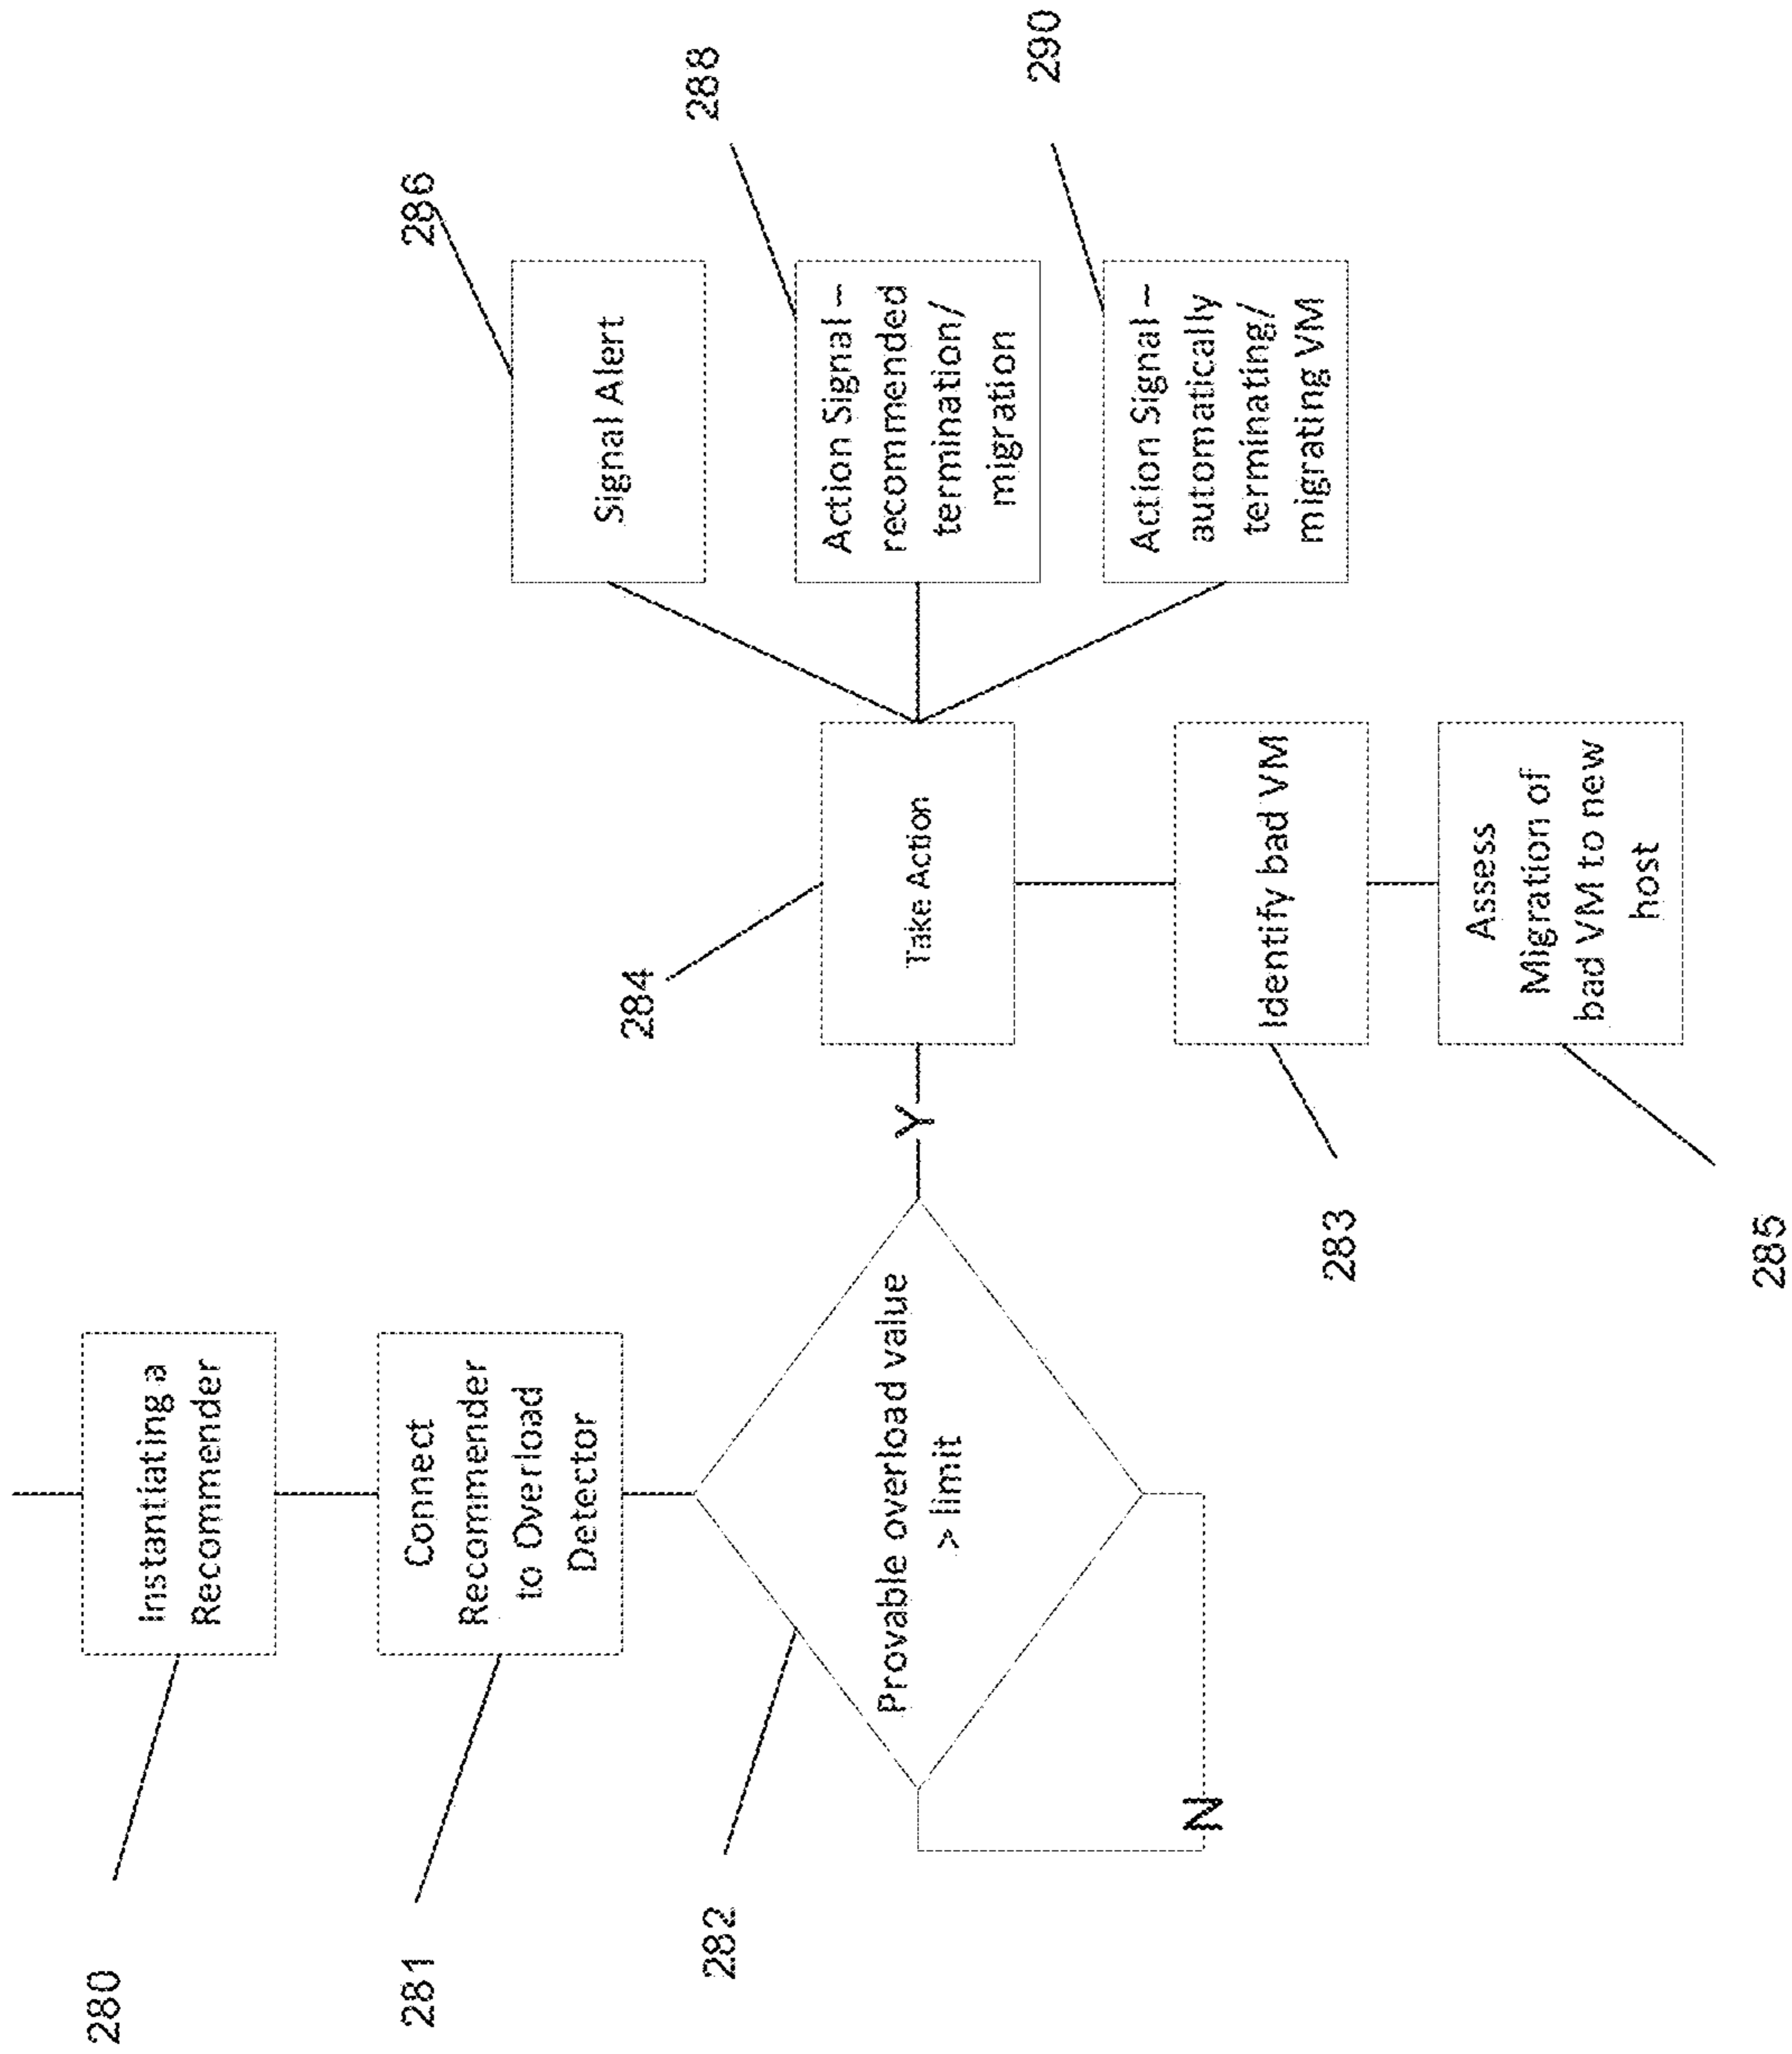 280
Instantiating a
Recommender
281
Connect
Recommender
to Overload
Detector
282
Provable overload value
> limit
N
Y
284
Take Action
283
Identify bad VM
285
Assess
Migration of
bad VM to new
host
286
Signal Alert
288
Action Signal –
recommended
termination/
migration
290
Action Signal –
automatically
terminating/
migrating VM